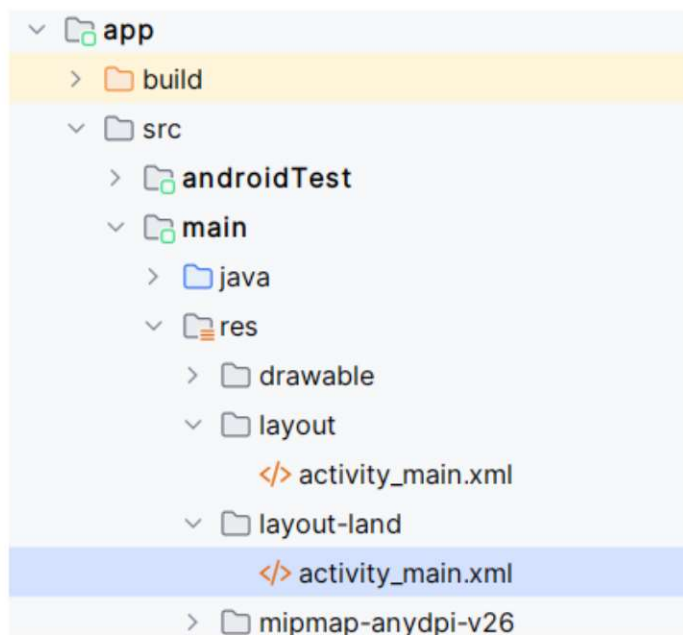 app
build
src
androidTest
main
java
res
drawable
layout
</> activity_main.xml
layout-land
</> activity_main.xml
mipmap-anydpi-v26